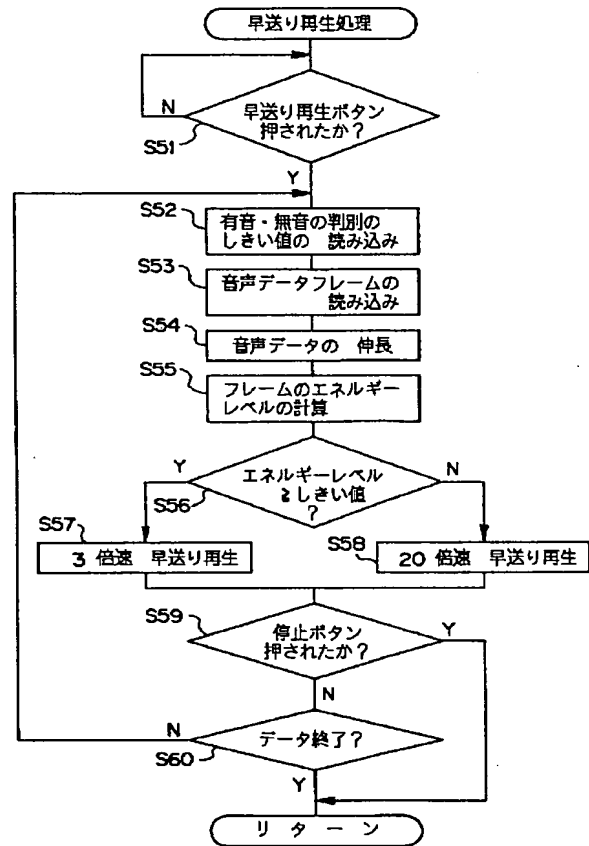 早送り再生処理
早送り再生ボタン
押されたか?
N
S51
Y
S52
有音・無音の判別の
しきい値の 読み込み
S53
音声データフレームの
読み込み
S54
音声データの 伸長
S55
フレームのエネルギー
レベルの計算
Y
エネルギーレベル
≧しきい値
?
N
S56
S57
3 倍速 早送り再生
S58
20 倍速 早送り再生
S59
停止ボタン
押されたか?
Y
N
N
データ終了?
S60
Y
リターン